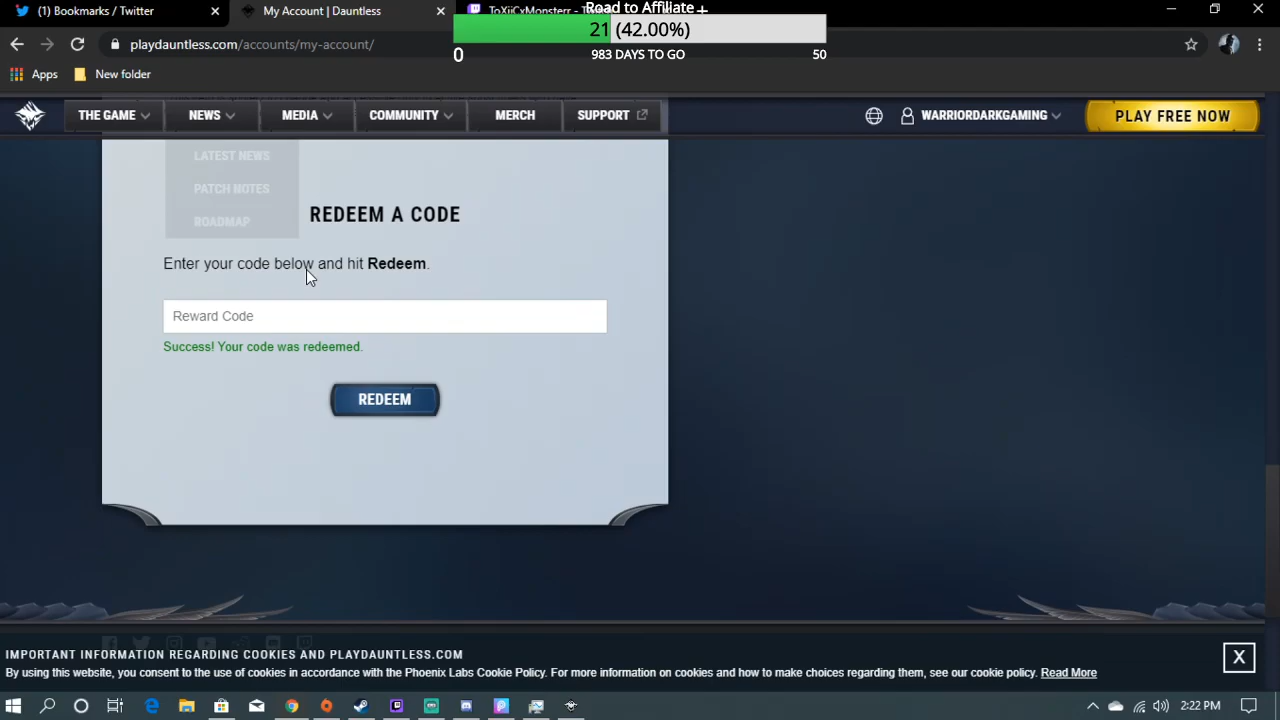 (1) Bookmarks / Twitter
My Account | Dauntless
ToXiiCxMonster -
Road to Affiliate
21 (42.00%)
0
983 DAYS TO GO
50
playdauntless.com/accounts/my-account/
Apps
New folder
THE GAME
NEWS
MEDIA
COMMUNITY
MERCH
SUPPORT
WARRIORDARKGAMING
PLAY FREE NOW
LATEST NEWS
PATCH NOTES
ROADMAP
REDEEM A CODE
Enter your code below and hit Redeem.
Reward Code
Success! Your code was redeemed.
REDEEM
IMPORTANT INFORMATION REGARDING COOKIES AND PLAYDAUNTLESS.COM
X
By using this website, you consent to the use of cookies in accordance with the Phoenix Labs Cookie Policy. For more information on cookies and how to make choices regarding them, see our cookie policy. Read More
2:22 PM